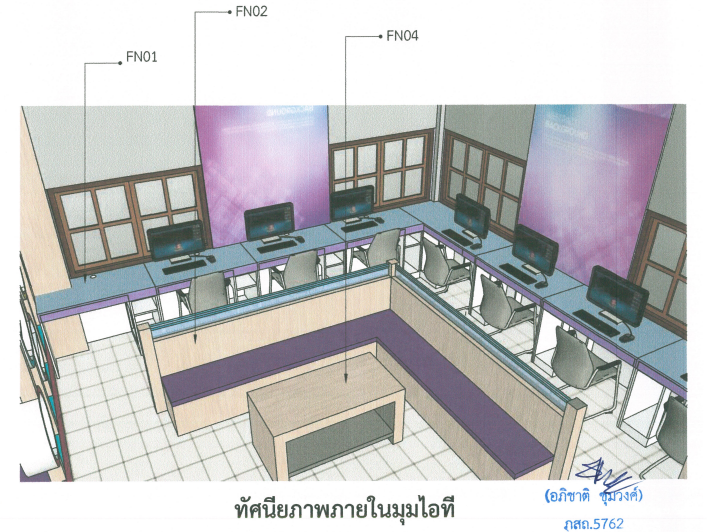 FN02
FN04
FN01
ทัศนียภาพภายในมุมไอที
(อภิชาติ ชุมวงศ์)
ภสถ.5762